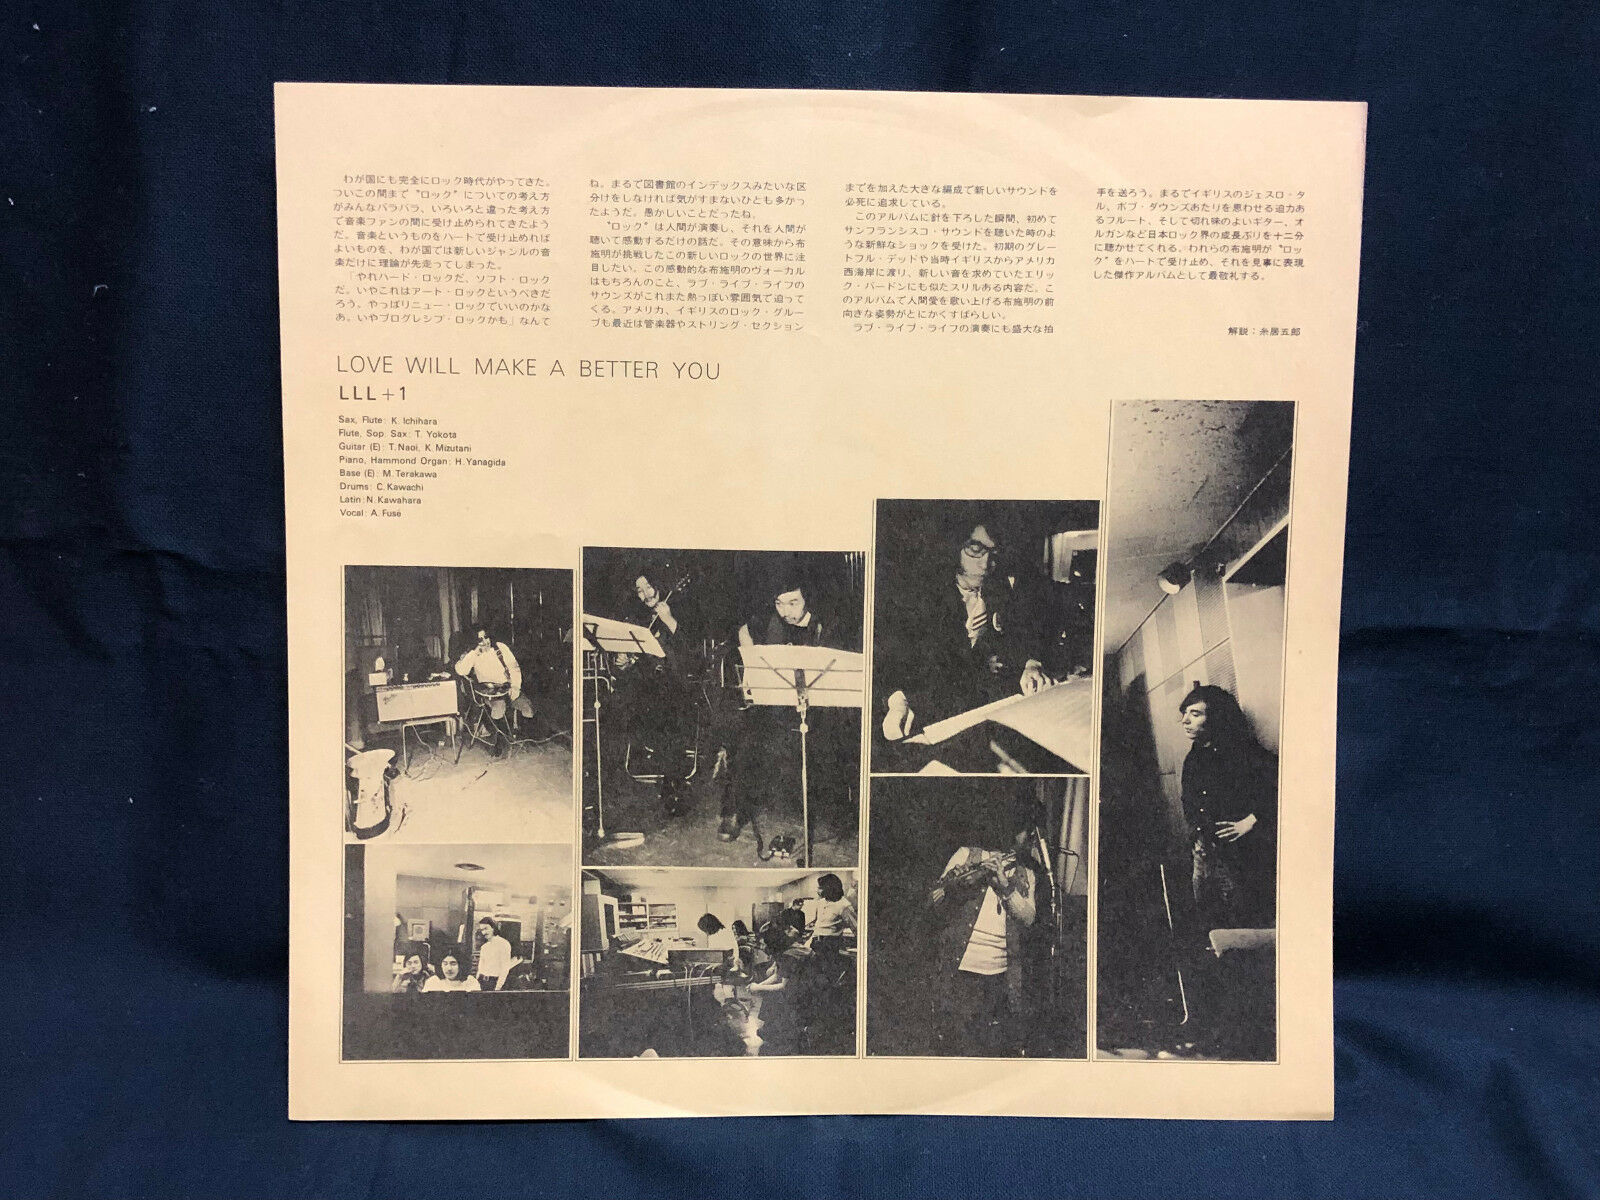 わが国にも完全にロック時代がやってきた。
ついこの間まで"ロック"についての考え方
がみんなバラバラ、いろいろと違った考え方
で音楽ファンの間に受け止められてきたよう
だ。音楽というものをハートで受け止めれば
よいものを、わが国では新しいジャンルの音
楽だけに理論が先走ってしまった。
「やれハード・ロックだ、ソフト・ロック
だ。いやこれはアート・ロックというべきだ
ろう。やっぱりニュー・ロックでいいのかな
あ。いやプログレシブ・ロックかも」なんて
ね。まるで図書館のインデックスみたいな区
分けをしなければ気がすまないひとも多かっ
たようだ。愚かしいことだったね。
"ロック"は人間が演奏し、それを人間が
聴いて感動するだけの話だ。その意味から布
施明が挑戦したこの新しいロックの世界に注
目したい。この感動的な布施明のヴォーカル
はもちろんのこと、ラブ・ライブ・ライフの
サウンズがこれまた熱っぽい雰囲気で迫って
くる。アメリカ、イギリスのロック・グルー
プも最近は管楽器やストリング・セクション
までを加えた大きな編成で新しいサウンドを
必死に追求している。
このアルバムに針を下ろした瞬間、初めて
サンフランシスコ・サウンドを聴いた時のよ
うな新鮮なショックを受けた。初期のグレー
トフル・デッドや当時イギリスからアメリカ
西海岸に渡り、新しい音を求めていたエリッ
ク・バードンにも似たスリルある内容だ。こ
のアルバムで人間愛を歌い上げる布施明の前
向きな姿勢がとにかくすばらしい。
ラブ・ライブ・ライフの演奏にも盛大な拍
手を送ろう。まるでイギリスのジェスロ・タ
ル、ボブ・ダウンズあたりを思わせる迫力あ
るフルート、そして切れ味のよいギター、オ
ルガンなど日本ロック界の成長ぶりを十二分
に聴かせてくれる。われらの布施明が"ロッ
ク"をハートで受け止め、それを見事に表現
した傑作アルバムとして最敬礼する。
解説：糸居五郎
LOVE WILL MAKE A BETTER YOU
LLL+1
Sax, Flute: K. Ichihara
Flute, Sop. Sax: T. Yokota
Guitar (E): T. Naoi, K. Mizutani
Piano, Hammond Organ: H. Yanagida
Base (E): M. Terakawa
Drums: C. Kawachi
Latin: N. Kawahara
Vocal: A. Fuse